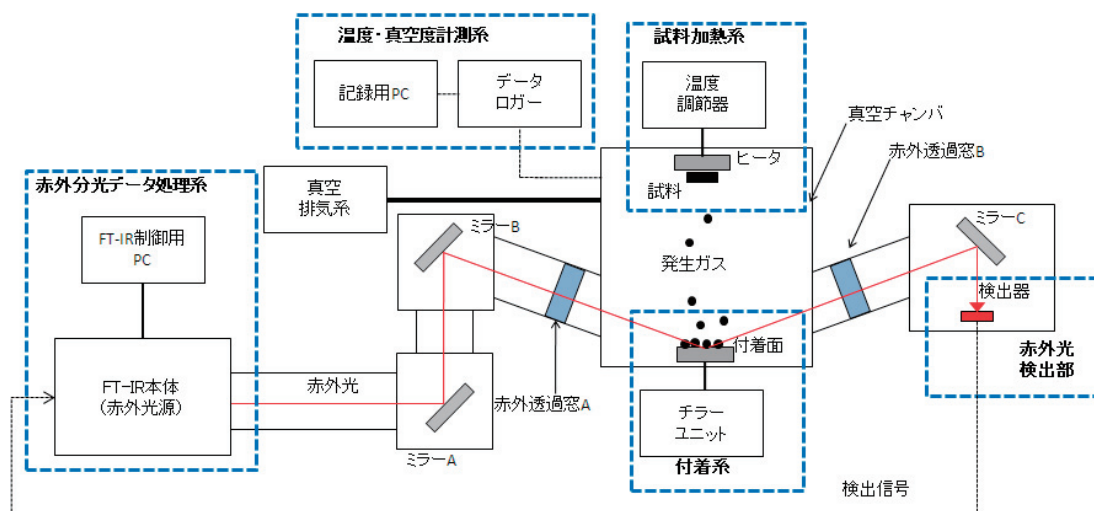 温度・真空度計測系
記録用PC
データ
ロガー
試料加熱系
温度
調節器
ヒータ
試料
真空チャンバ
赤外透過窓B
赤外分光データ処理系
FT-IR制御用
PC
真空
排気系
ミラーB
発生ガス
ミラーC
検出器
赤外光
検出部
付着面
FT-IR本体
(赤外光源)
赤外光
ミラーA
赤外透過窓A
チラー
ユニット
付着系
検出信号